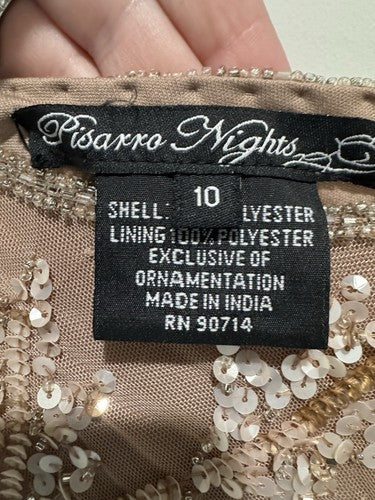 Pisarro Nights
10
SHELL: LYESTER
LINING 100% POLYESTER
EXCLUSIVE OF
ORNAMENTATION
MADE IN INDIA
RN 90714